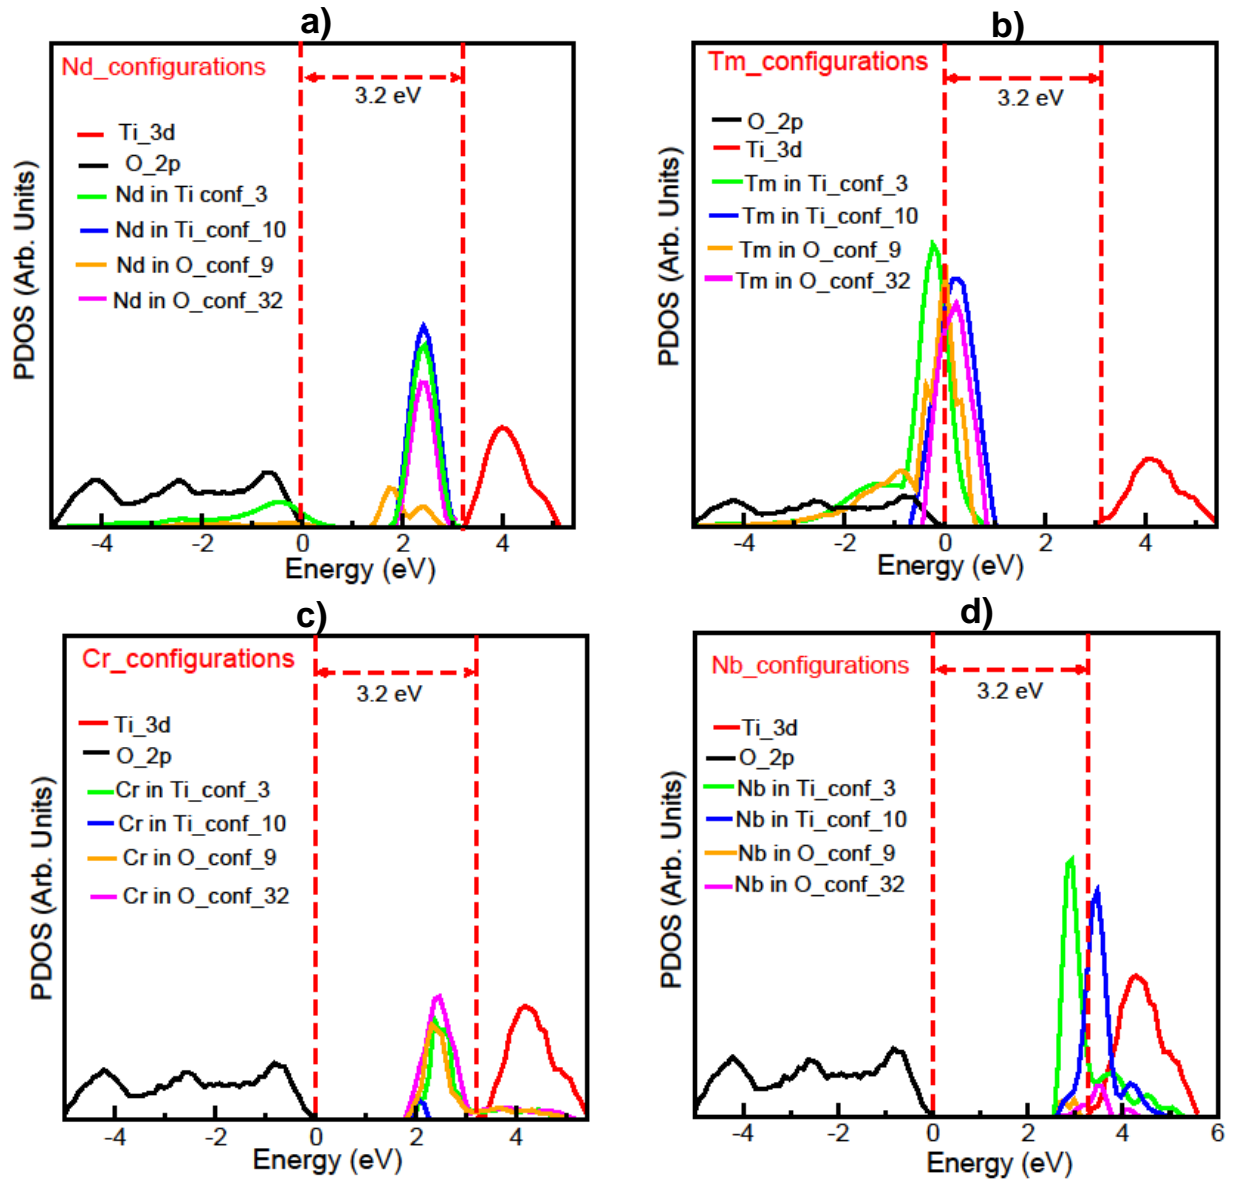 a)
Nd_configurations
3.2 eV
Ti_3d
O_2p
Nd in Ti conf_3
Nd in Ti_conf_10
Nd in O_conf_9
Nd in O_conf_32
PDOS (Arb. Units)
-4 -2 0 2 4
Energy (eV)
b)
Tm_configurations
3.2 eV
O_2p
Ti_3d
Tm in Ti_conf_3
Tm in Ti_conf_10
Tm in O_conf_9
Tm in O_conf_32
PDOS (Arb. Units)
-4 -2 0 2 4
Energy (eV)
c)
Cr_configurations
3.2 eV
Ti_3d
O_2p
Cr in Ti_conf_3
Cr in Ti_conf_10
Cr in O_conf_9
Cr in O_conf_32
PDOS (Arb. Units)
-4 -2 0 2 4
Energy (eV)
d)
Nb_configurations
3.2 eV
Ti_3d
O_2p
Nb in Ti_conf_3
Nb in Ti_conf_10
Nb in O_conf_9
Nb in O_conf_32
PDOS (Arb. Units)
-4 -2 0 2 4 6
Energy (eV)